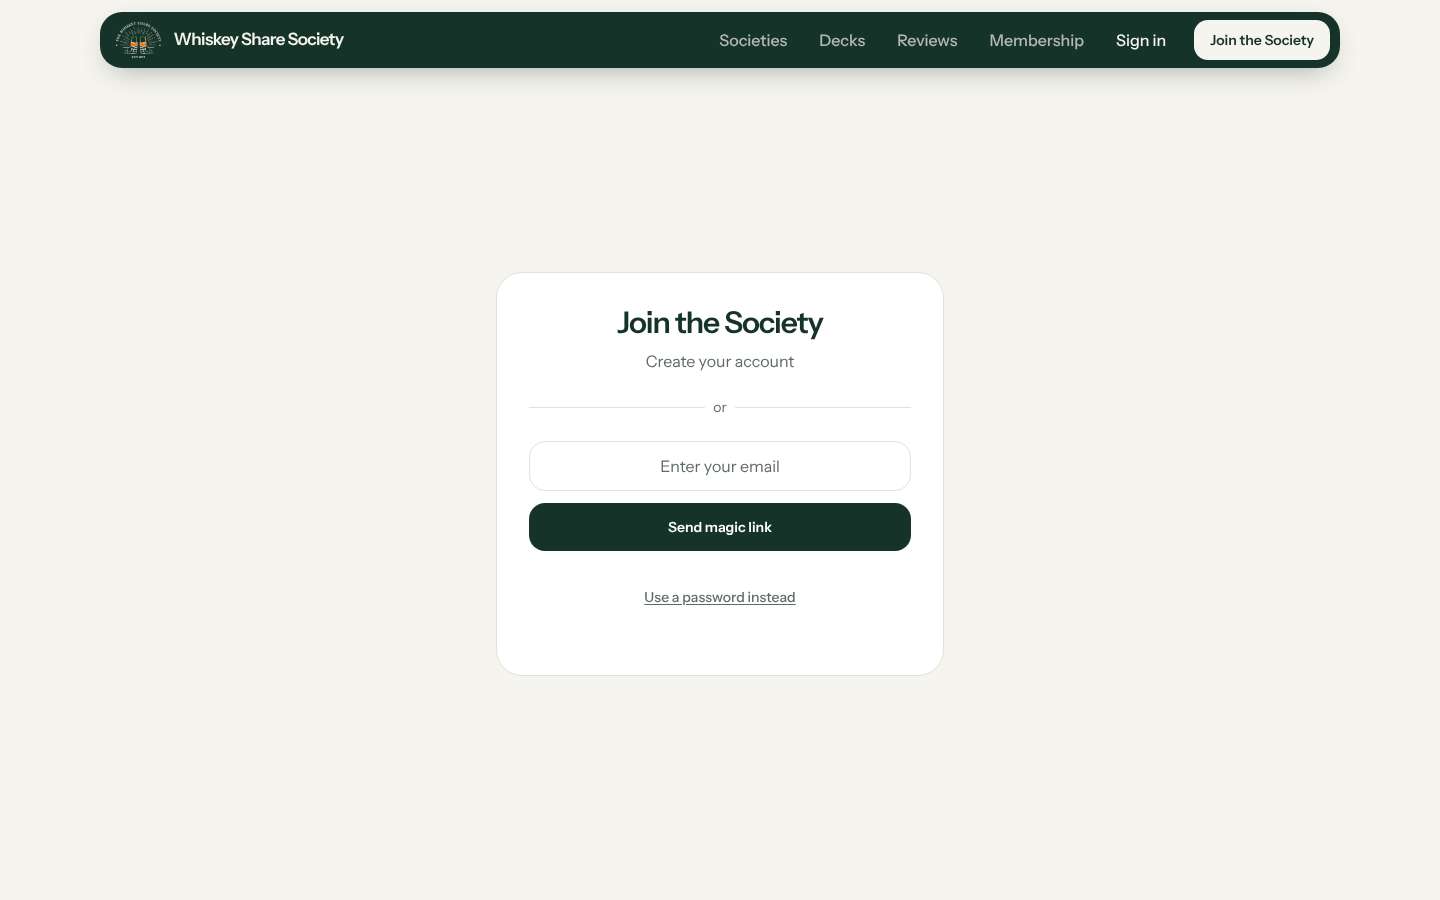 Whiskey Share Society
Societies
Decks
Reviews
Membership
Sign in
Join the Society
Join the Society
Create your account
or
Enter your email
Send magic link
Use a password instead